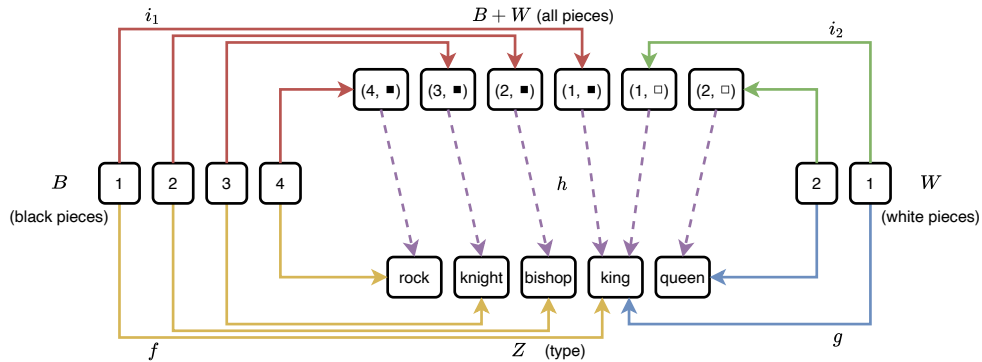 i₁ B + W (all pieces) i₂
(4, ■) (3, ■) (2, ■) (1, ■) (1, □) (2, □)
B 1 2 3 4 h 2 1 W
(black pieces) (white pieces)
rock knight bishop king queen
f Z (type) g